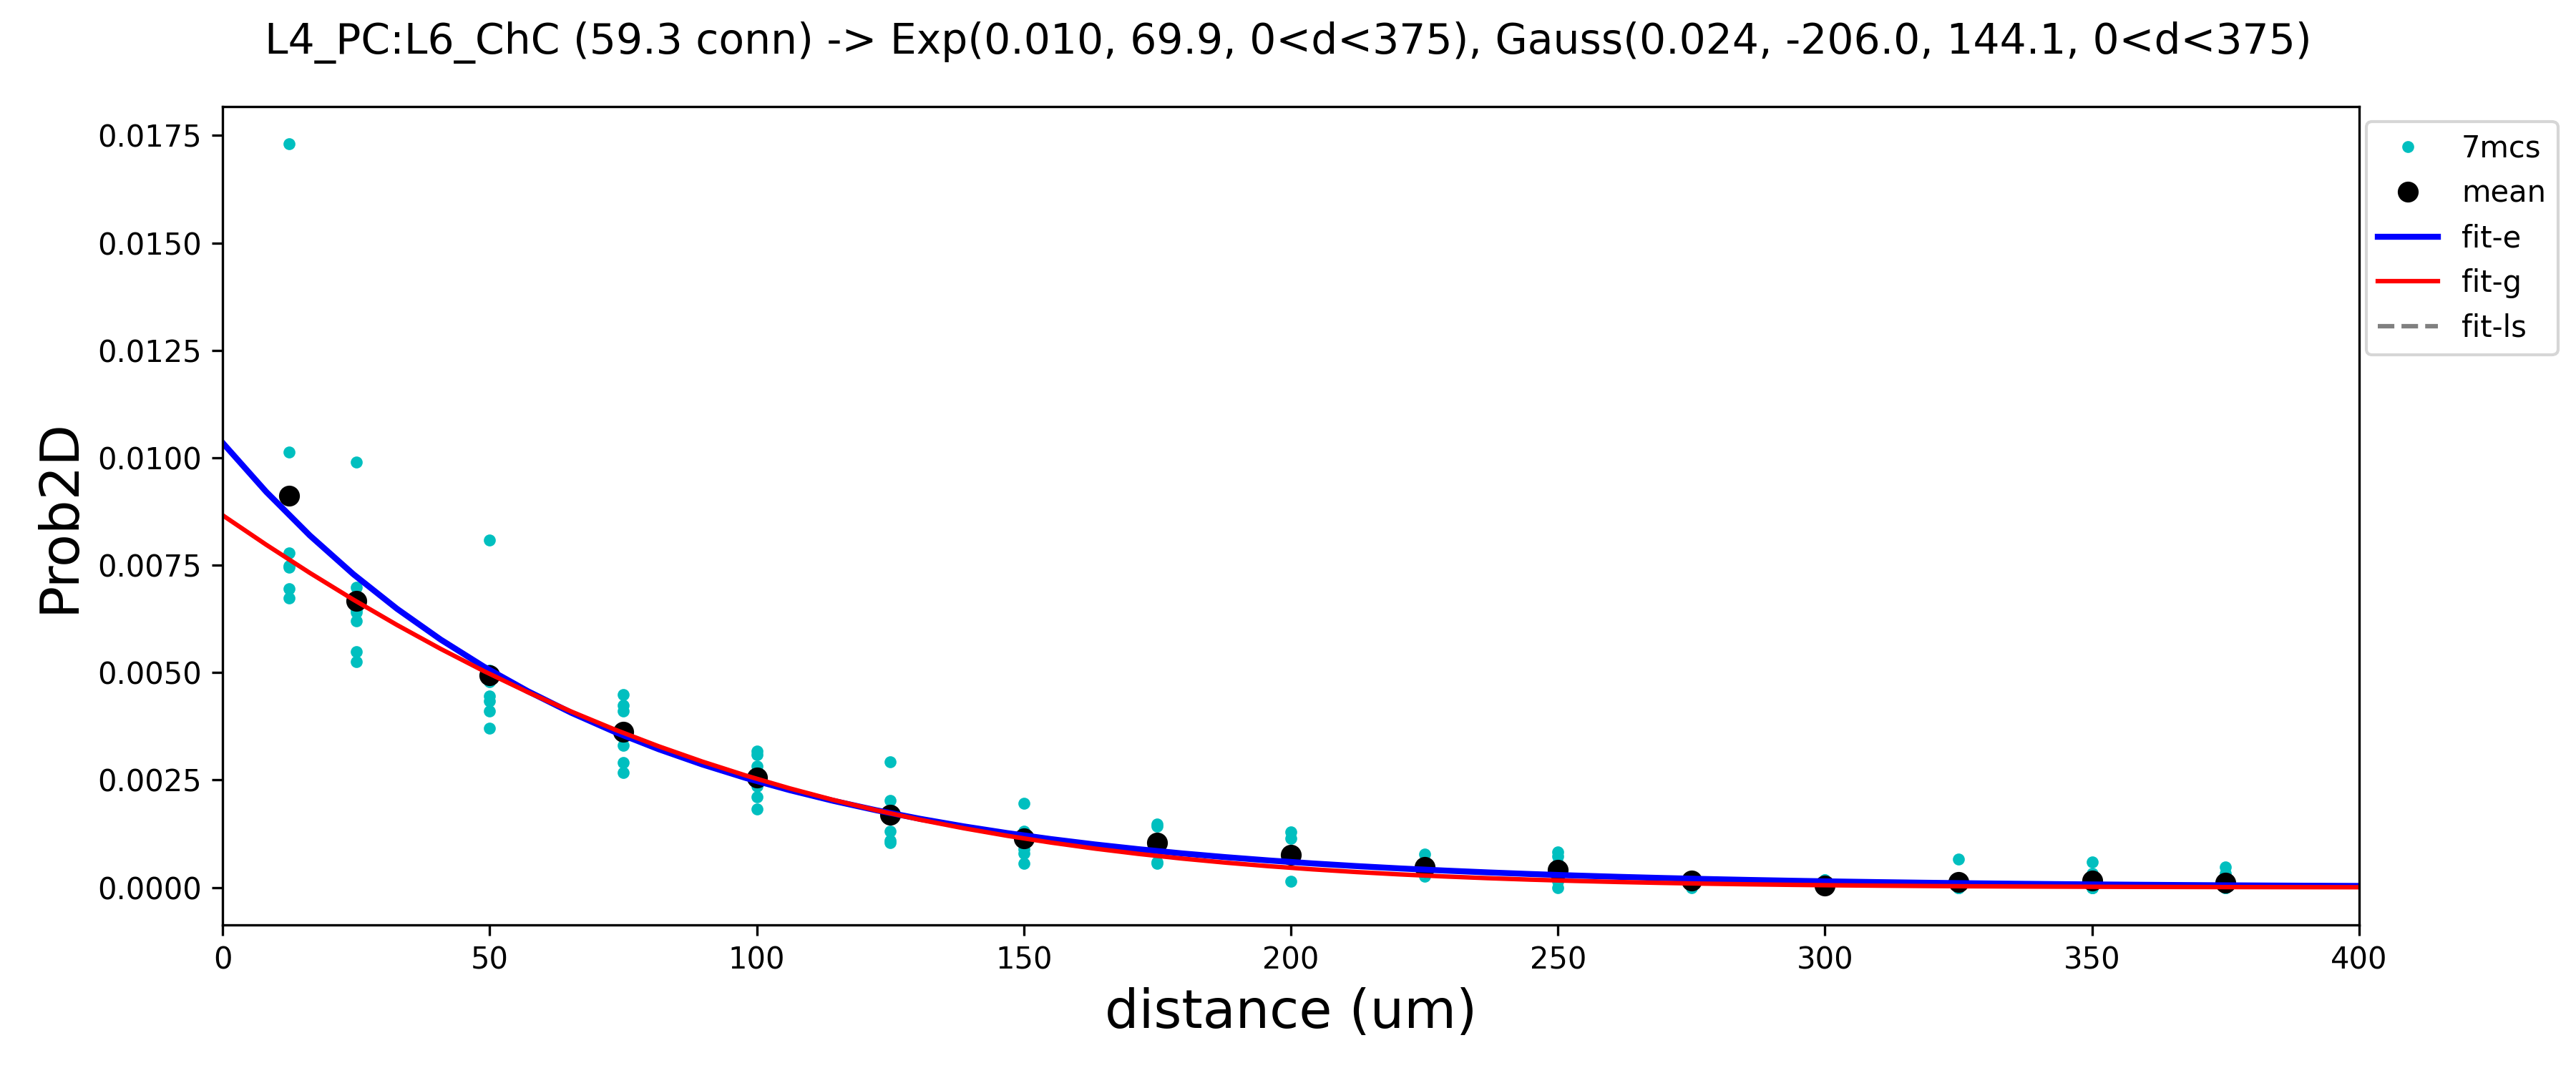 L4_PC:L6_ChC (59.3 conn) -> Exp(0.010, 69.9, 0<d<375), Gauss(0.024, -206.0, 144.1, 0<d<375)
0.0175
0.0150
0.0125
0.0100
0.0075
0.0050
0.0025
0.0000
Prob2D
0 50 100 150 200 250 300 350 400
distance (um)
7mcs
mean
fit-e
fit-g
fit-ls